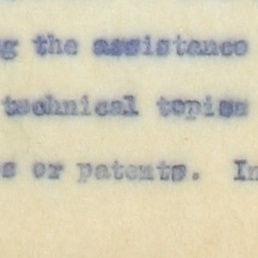 g the assistance
technical topics
s or patents. In